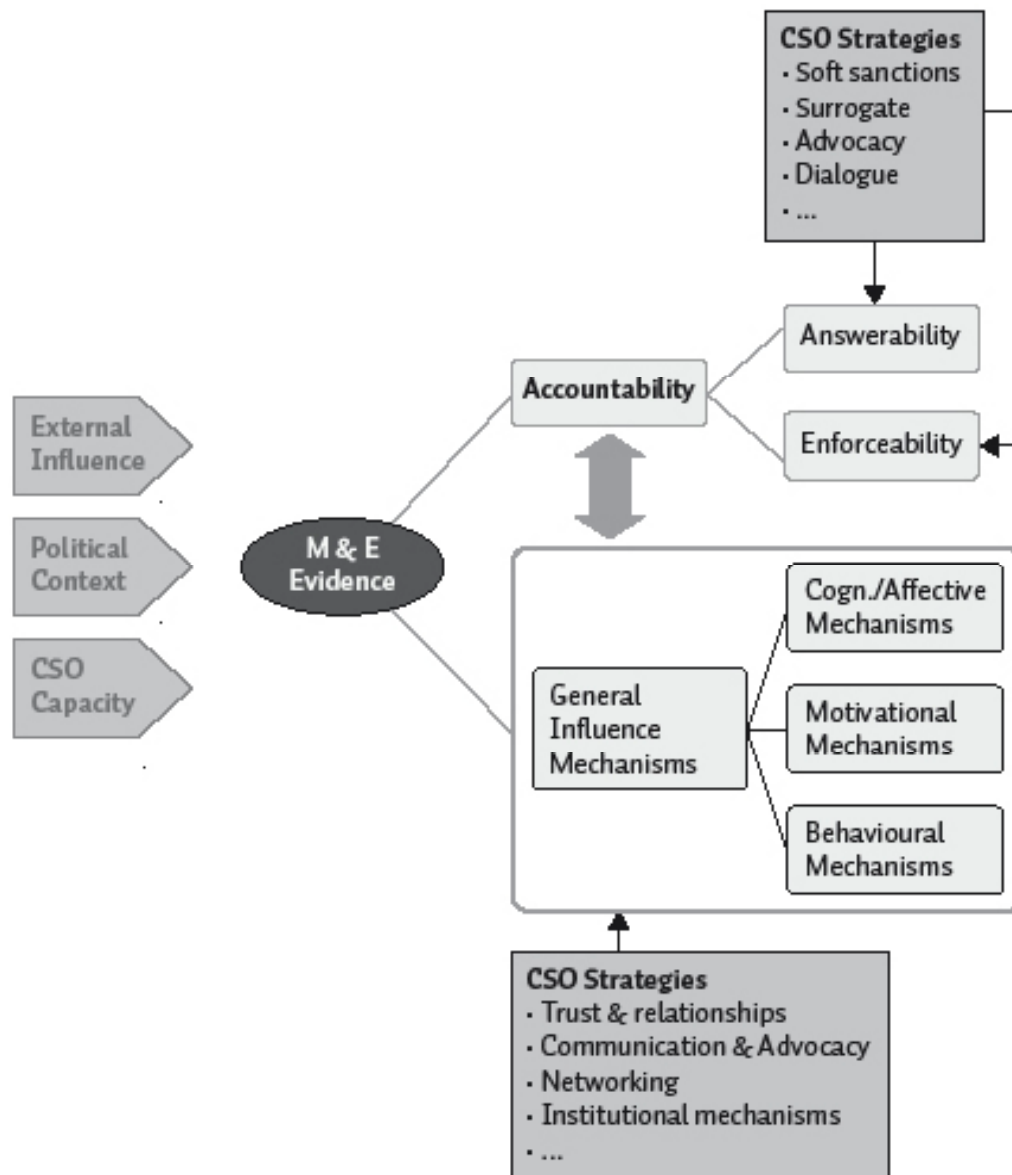 CSO Strategies
· Soft sanctions
· Surrogate
· Advocacy
· Dialogue
· ...
Answerability
Accountability
Enforceability
External
Influence
Political
Context
CSO
Capacity
M & E
Evidence
Cogn./Affective
Mechanisms
General
Influence
Mechanisms
Motivational
Mechanisms
Behavioural
Mechanisms
CSO Strategies
· Trust & relationships
· Communication & Advocacy
· Networking
· Institutional mechanisms
· ...